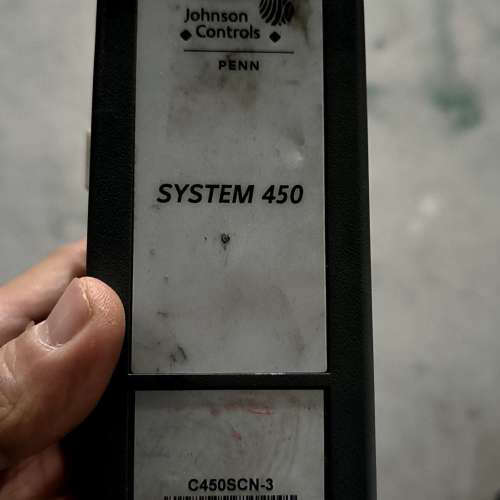 Johnson
Controls
PENN
SYSTEM 450
C450SCN-3